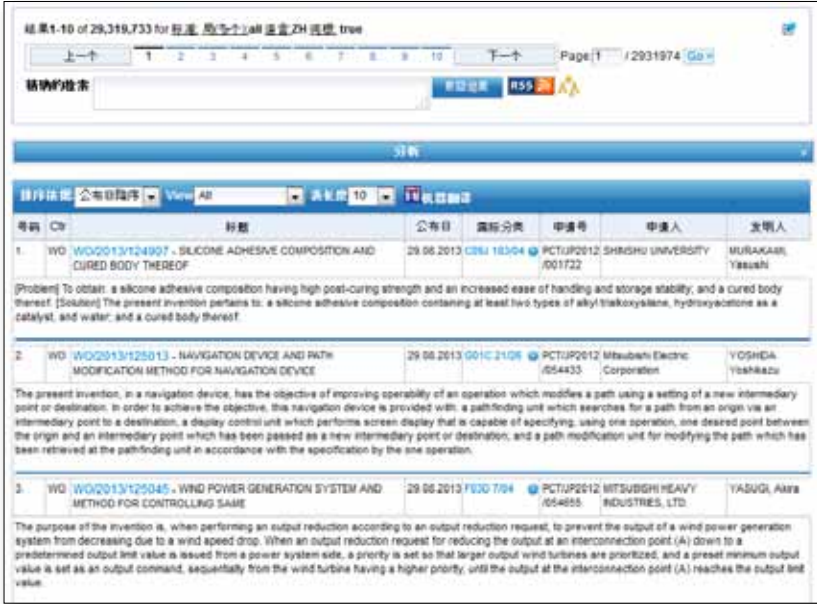 结果1-10 of 29,319,733 for 标准: 局(每个):all 语言:ZH 词根: true
上一个 1 2 3 4 5 6 7 8 9 10 下一个 Page: 1 / 2931974 Go >
精确的检索 RSS
分析
排序依据: 公布日降序 View All 表长度 10 机器翻译
号码 Ctr 标题 公布日 国际分类 申请号 申请人 发明人
1. WO WO/2013/124907 - SILICONE ADHESIVE COMPOSITION AND 29.08.2013 C09J 183/04 PCT/JP2012 SHINSHU UNIVERSITY MURAKAMI,
CURED BODY THEREOF /001722 Yasushi
[Problem] To obtain: a silicone adhesive composition having high post-curing strength and an increased ease of handling and storage stability; and a cured body
thereof. [Solution] The present invention pertains to: a silicone adhesive composition containing at least two types of alkyl trialkoxysilane, hydroxyacetone as a
catalyst, and water; and a cured body thereof.
2. WO WO/2013/125013 - NAVIGATION DEVICE AND PATH 29.08.2013 G01C 21/26 PCT/JP2012 Mitsubishi Electric YOSHIDA
MODIFICATION METHOD FOR NAVIGATION DEVICE /054433 Corporation Yoshikazu
The present invention, in a navigation device, has the objective of improving operability of an operation which modifies a path using a setting of a new intermediary
point or destination. In order to achieve the objective, this navigation device is provided with: a pathfinding unit which searches for a path from an origin via an
intermediary point to a destination, a display control unit which performs screen display that is capable of specifying, using one operation, one desired point between
the origin and an intermediary point which has been passed as a new intermediary point or destination, and a path modification unit for modifying the path which has
been retrieved at the pathfinding unit in accordance with the specification by the one operation.
3. WO WO/2013/125045 - WIND POWER GENERATION SYSTEM AND 29.08.2013 F03D 7/04 PCT/JP2012 MITSUBISHI HEAVY YASUGI, Akira
METHOD FOR CONTROLLING SAME /054655 INDUSTRIES, LTD.
The purpose of the invention is, when performing an output reduction according to an output reduction request, to prevent the output of a wind power generation
system from decreasing due to a wind speed drop. When an output reduction request for reducing the output at an interconnection point (A) down to a
predetermined output limit value is issued from a power system side, a priority is set so that larger output wind turbines are prioritized, and a preset minimum output
value is set as an output command, sequentially from the wind turbine having a higher priority, until the output at the interconnection point (A) reaches the output limit
value.